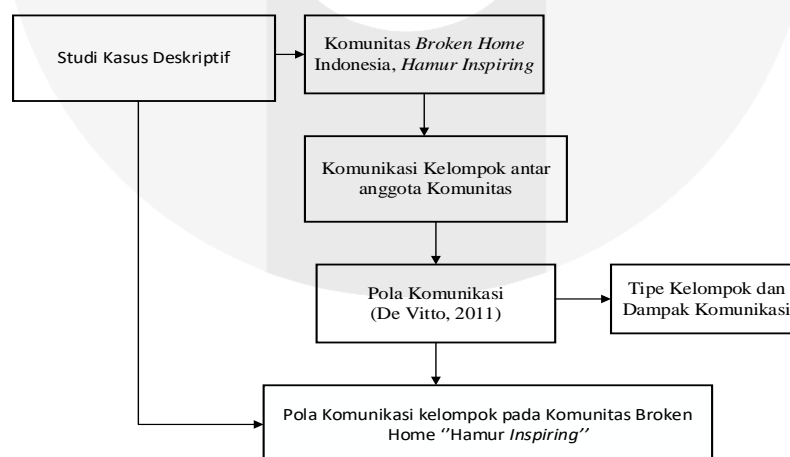 Studi Kasus Deskriptif
Komunitas Broken Home
Indonesia, Hamur Inspiring
Komunikasi Kelompok antar
anggota Komunitas
Pola Komunikasi
(De Vitto, 2011)
Tipe Kelompok dan
Dampak Komunikasi
Pola Komunikasi kelompok pada Komunitas Broken
Home ‘’Hamur Inspiring’’